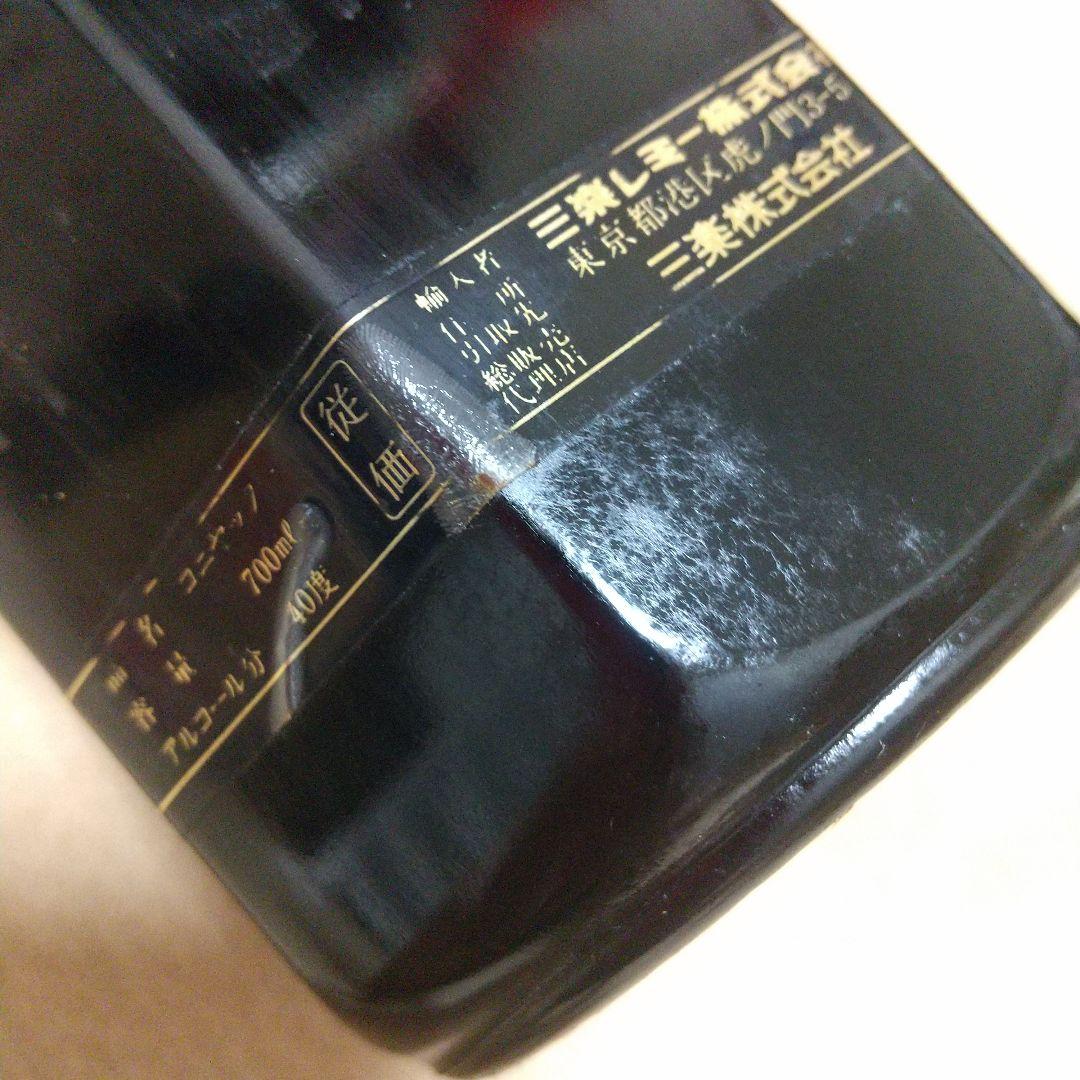 品名 コニャック
容量 700ml
アルコール分 40度
従価
輸入者 三楽レミー株式会社
住所 東京都港区虎ノ門3-5
引取先
総販売代理店 三楽株式会社